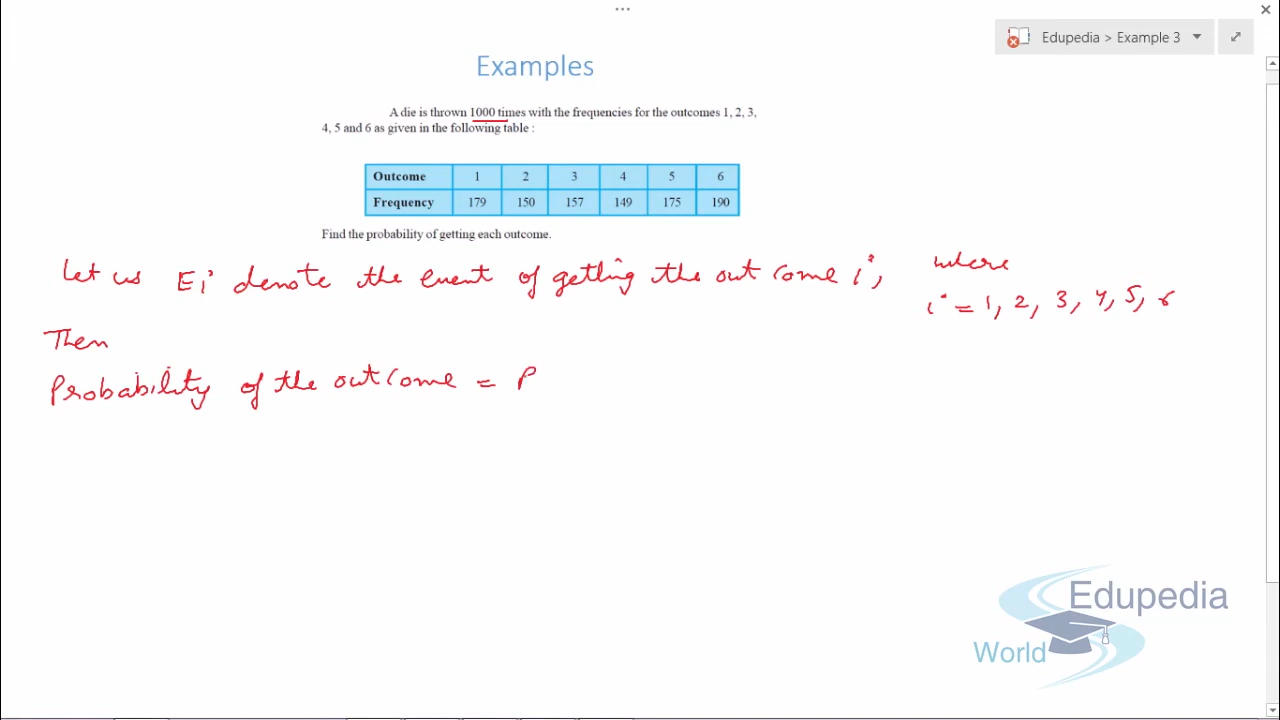 ...
Edupedia > Example 3
Examples
A die is thrown 1000 times with the frequencies for the outcomes 1, 2, 3,
4, 5 and 6 as given in the following table :
Outcome 1 2 3 4 5 6
Frequency 179 150 157 149 175 190
Find the probability of getting each outcome.
Let us Ei denote the event of getting the out come i, where
i = 1, 2, 3, 4, 5, 6
Then
Probability of the outcome = P
Edupedia
World